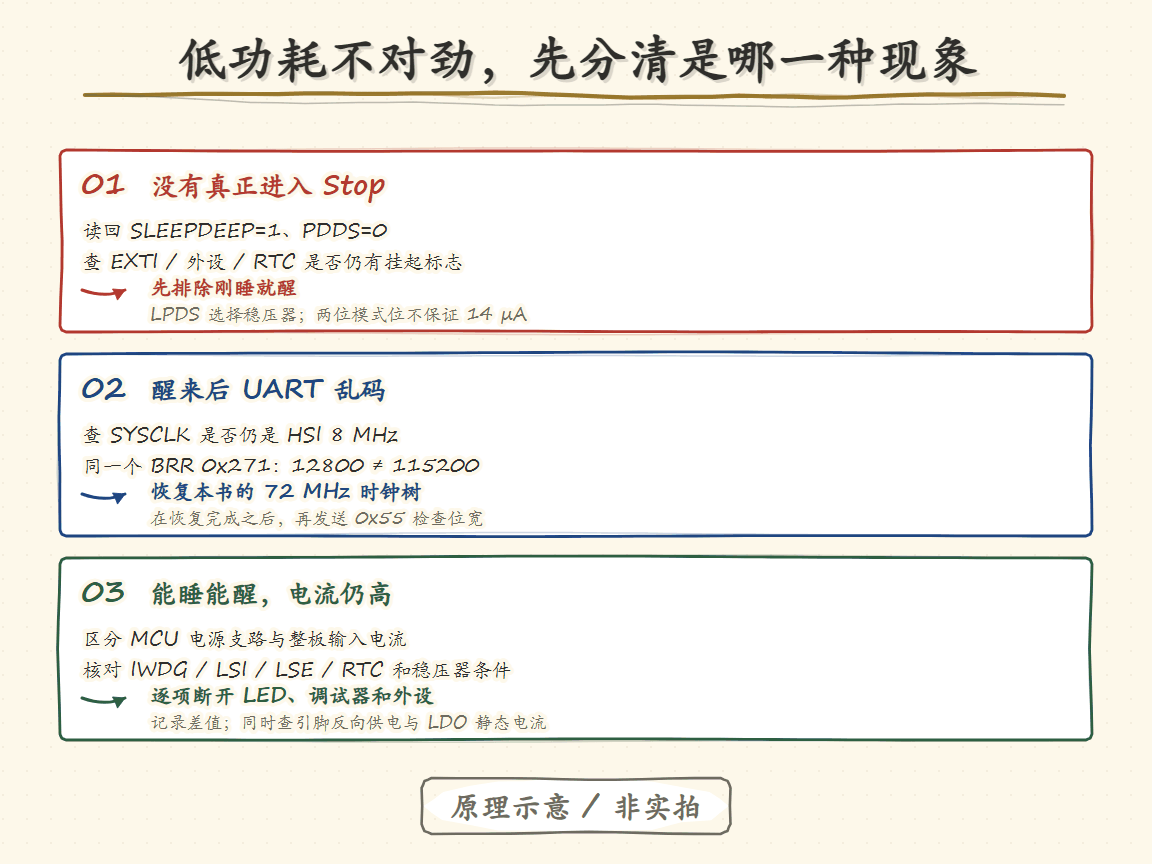 低功耗不对劲，先分清是哪一种现象
01 没有真正进入 Stop
读回 SLEEPDEEP=1、PDDS=0
查 EXTI / 外设 / RTC 是否仍有挂起标志
先排除刚睡就醒
LPDS 选择稳压器；两位模式位不保证 14 μA
02 醒来后 UART 乱码
查 SYSCLK 是否仍是 HSI 8 MHz
同一个 BRR 0x271：12800 ≠ 115200
恢复本书的 72 MHz 时钟树
在恢复完成之后，再发送 0x55 检查位宽
03 能睡能醒，电流仍高
区分 MCU 电源支路与整板输入电流
核对 IWDG / LSI / LSE / RTC 和稳压器条件
逐项断开 LED、调试器和外设
记录差值；同时查引脚反向供电与 LDO 静态电流
原理示意 / 非实拍